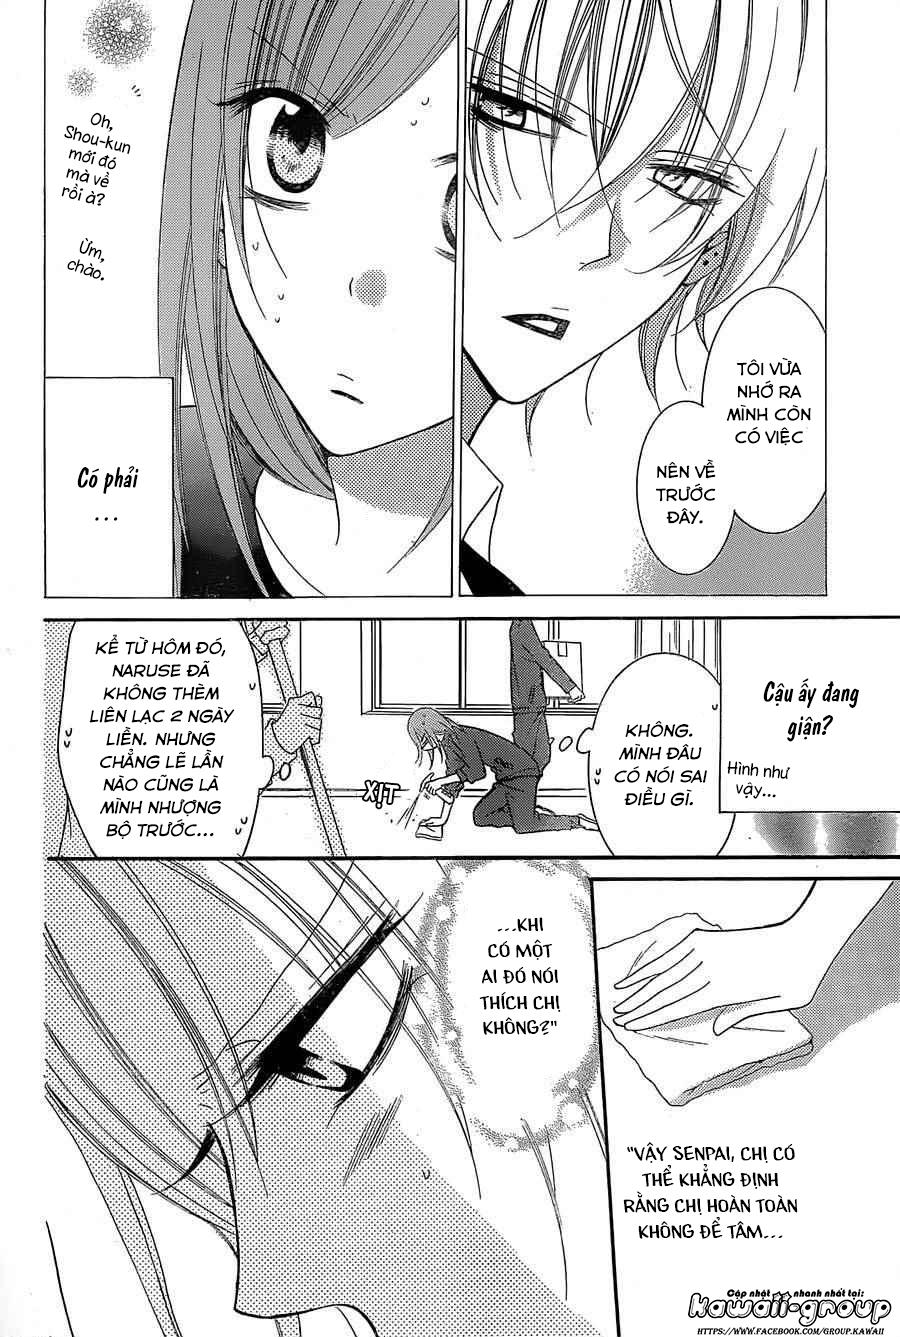 TÔI VỪA
NHỚ RA
MÌNH CÒN
CÓ VIỆC
NÊN VỀ
TRƯỚC
ĐÂY.
Oh,
Shou-kun
mới đó
mà về
rồi à?
Ừm,
chào.
Có phải
...
Cậu ấy đang
giận?
Hình như
vậy...
KHÔNG.
MÌNH ĐÂU
CÓ NÓI SAI
ĐIỀU GÌ.
XỊT
KỂ TỪ HÔM ĐÓ,
NARUSE ĐÃ
KHÔNG THÈM
LIÊN LẠC 2 NGÀY
LIỀN. NHƯNG
CHẲNG LẼ LẦN
NÀO CŨNG LÀ
MÌNH NHƯỢNG
BỘ TRƯỚC...
"VẬY SENPAI, CHỊ CÓ
THỂ KHẲNG ĐỊNH
RẰNG CHỊ HOÀN TOÀN
KHÔNG ĐỂ TÂM...
...KHI
CÓ MỘT
AI ĐÓ NÓI
THÍCH CHỊ
KHÔNG?"
Cập nhật nhanh nhất tại:
kawaii-group
HTTPS://WWW.FACEBOOK.COM/GROUP.KAWAII